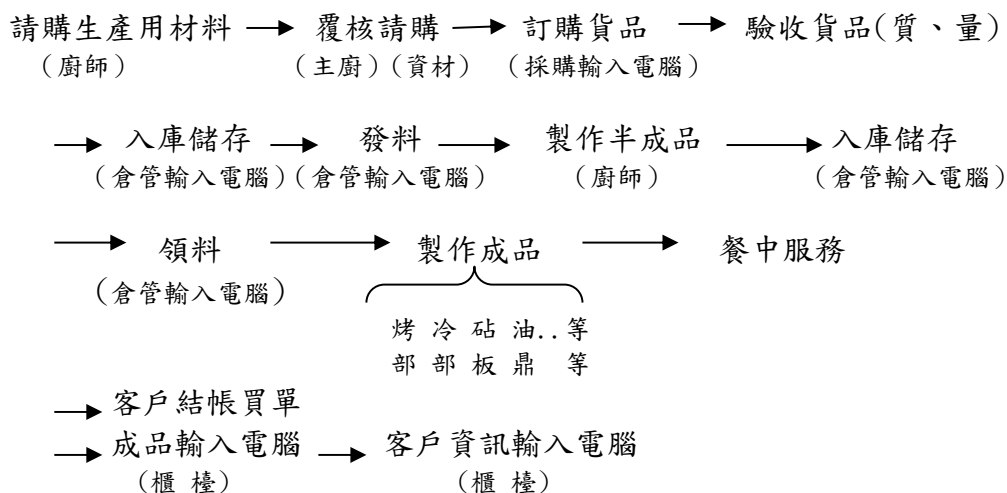 請購生產用材料 → 覆核請購 → 訂購貨品 → 驗收貨品(質、量)
(廚師) (主廚)(資材) (採購輸入電腦)
→ 入庫儲存 → 發料 → 製作半成品 → 入庫儲存
(倉管輸入電腦)(倉管輸入電腦) (廚師) (倉管輸入電腦)
→ 領料 → 製作成品 → 餐中服務
(倉管輸入電腦)
烤 冷 砧 油..等
部 部 板 鼎 等
→ 客戶結帳買單
→ 成品輸入電腦 → 客戶資訊輸入電腦
(櫃 檯) (櫃 檯)